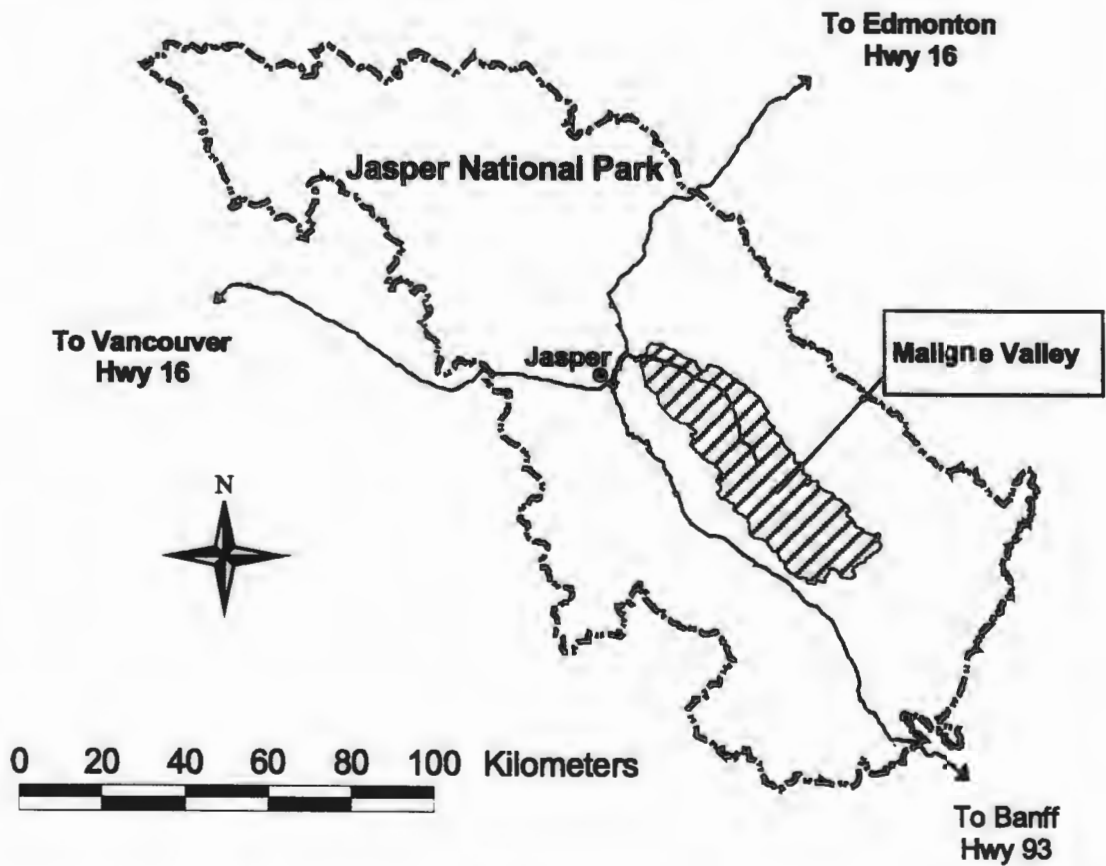 To Edmonton
Hwy 16
Jasper National Park
To Vancouver
Hwy 16
Jasper
Maligne Valley
N
0 20 40 60 80 100 Kilometers
To Banff
Hwy 93